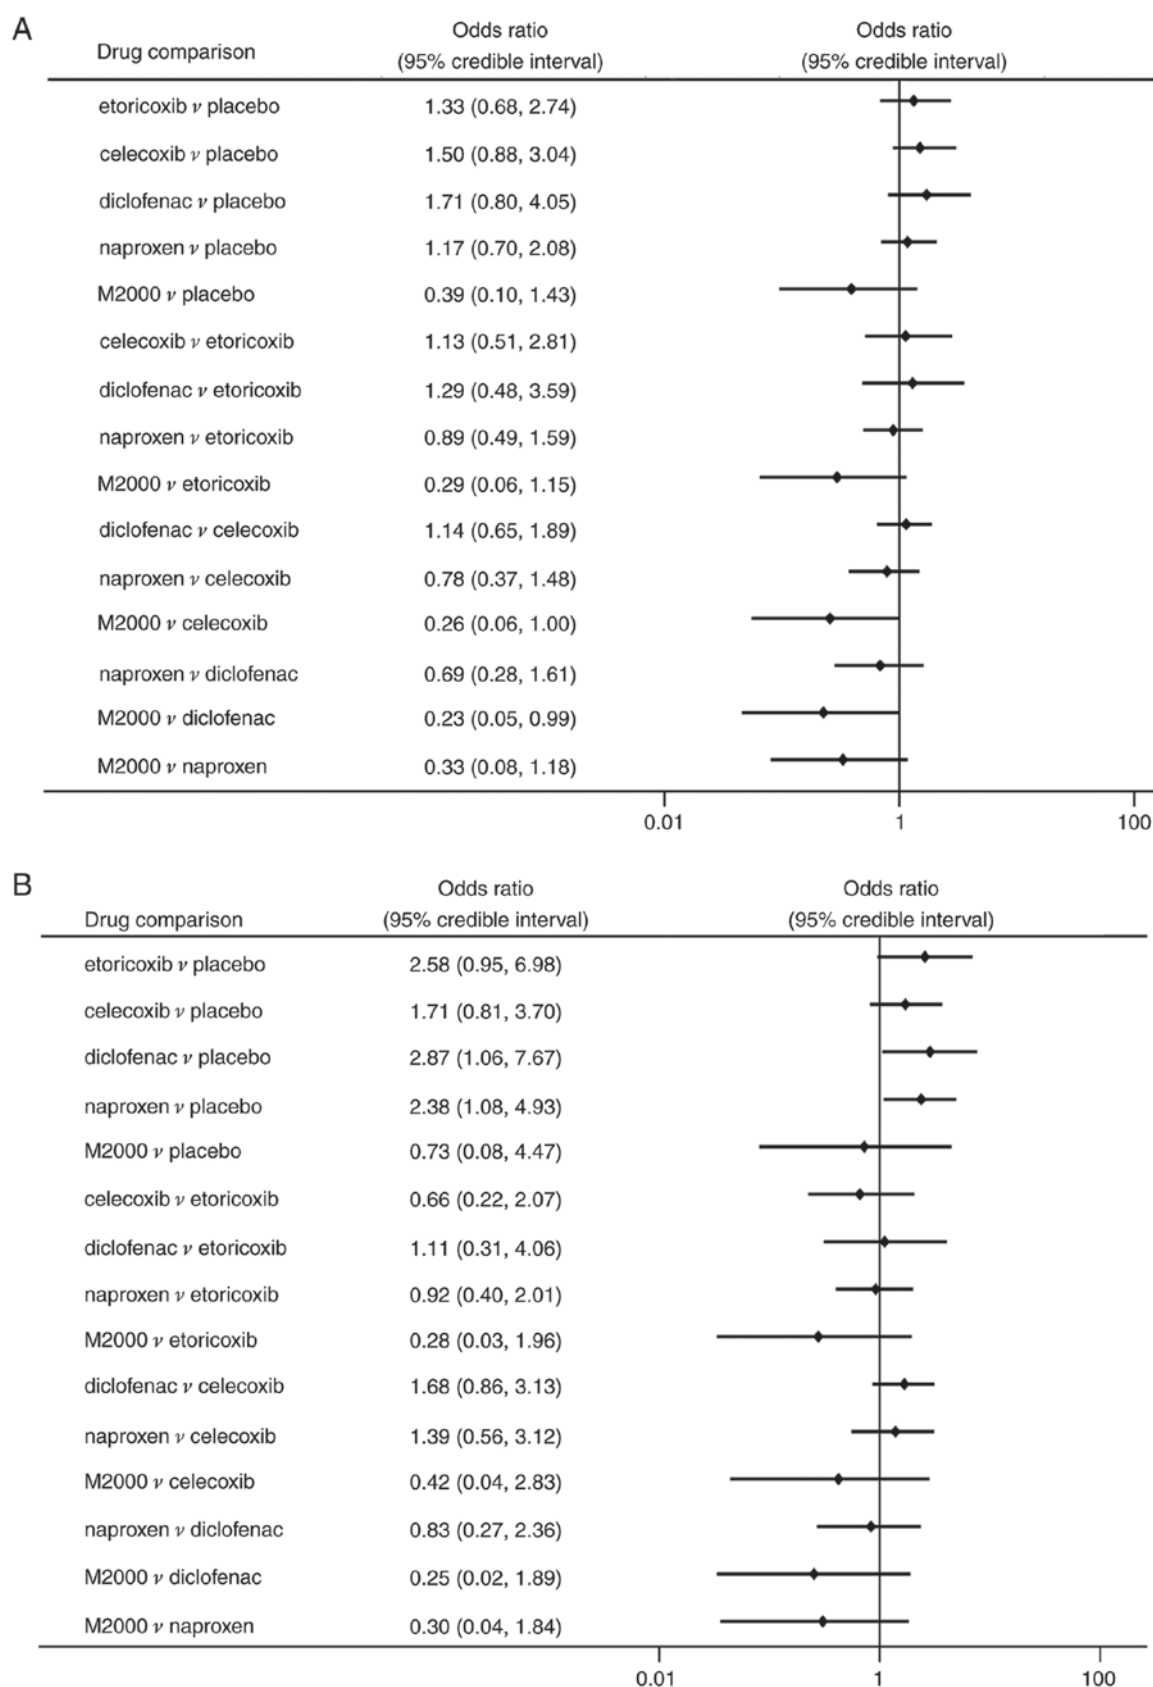 A
Drug comparison
Odds ratio
(95% credible interval)
Odds ratio
(95% credible interval)
etoricoxib ν placebo 1.33 (0.68, 2.74)
celecoxib ν placebo 1.50 (0.88, 3.04)
diclofenac ν placebo 1.71 (0.80, 4.05)
naproxen ν placebo 1.17 (0.70, 2.08)
M2000 ν placebo 0.39 (0.10, 1.43)
celecoxib ν etoricoxib 1.13 (0.51, 2.81)
diclofenac ν etoricoxib 1.29 (0.48, 3.59)
naproxen ν etoricoxib 0.89 (0.49, 1.59)
M2000 ν etoricoxib 0.29 (0.06, 1.15)
diclofenac ν celecoxib 1.14 (0.65, 1.89)
naproxen ν celecoxib 0.78 (0.37, 1.48)
M2000 ν celecoxib 0.26 (0.06, 1.00)
naproxen ν diclofenac 0.69 (0.28, 1.61)
M2000 ν diclofenac 0.23 (0.05, 0.99)
M2000 ν naproxen 0.33 (0.08, 1.18)
0.01 1 100
B
Drug comparison
Odds ratio
(95% credible interval)
Odds ratio
(95% credible interval)
etoricoxib ν placebo 2.58 (0.95, 6.98)
celecoxib ν placebo 1.71 (0.81, 3.70)
diclofenac ν placebo 2.87 (1.06, 7.67)
naproxen ν placebo 2.38 (1.08, 4.93)
M2000 ν placebo 0.73 (0.08, 4.47)
celecoxib ν etoricoxib 0.66 (0.22, 2.07)
diclofenac ν etoricoxib 1.11 (0.31, 4.06)
naproxen ν etoricoxib 0.92 (0.40, 2.01)
M2000 ν etoricoxib 0.28 (0.03, 1.96)
diclofenac ν celecoxib 1.68 (0.86, 3.13)
naproxen ν celecoxib 1.39 (0.56, 3.12)
M2000 ν celecoxib 0.42 (0.04, 2.83)
naproxen ν diclofenac 0.83 (0.27, 2.36)
M2000 ν diclofenac 0.25 (0.02, 1.89)
M2000 ν naproxen 0.30 (0.04, 1.84)
0.01 1 100